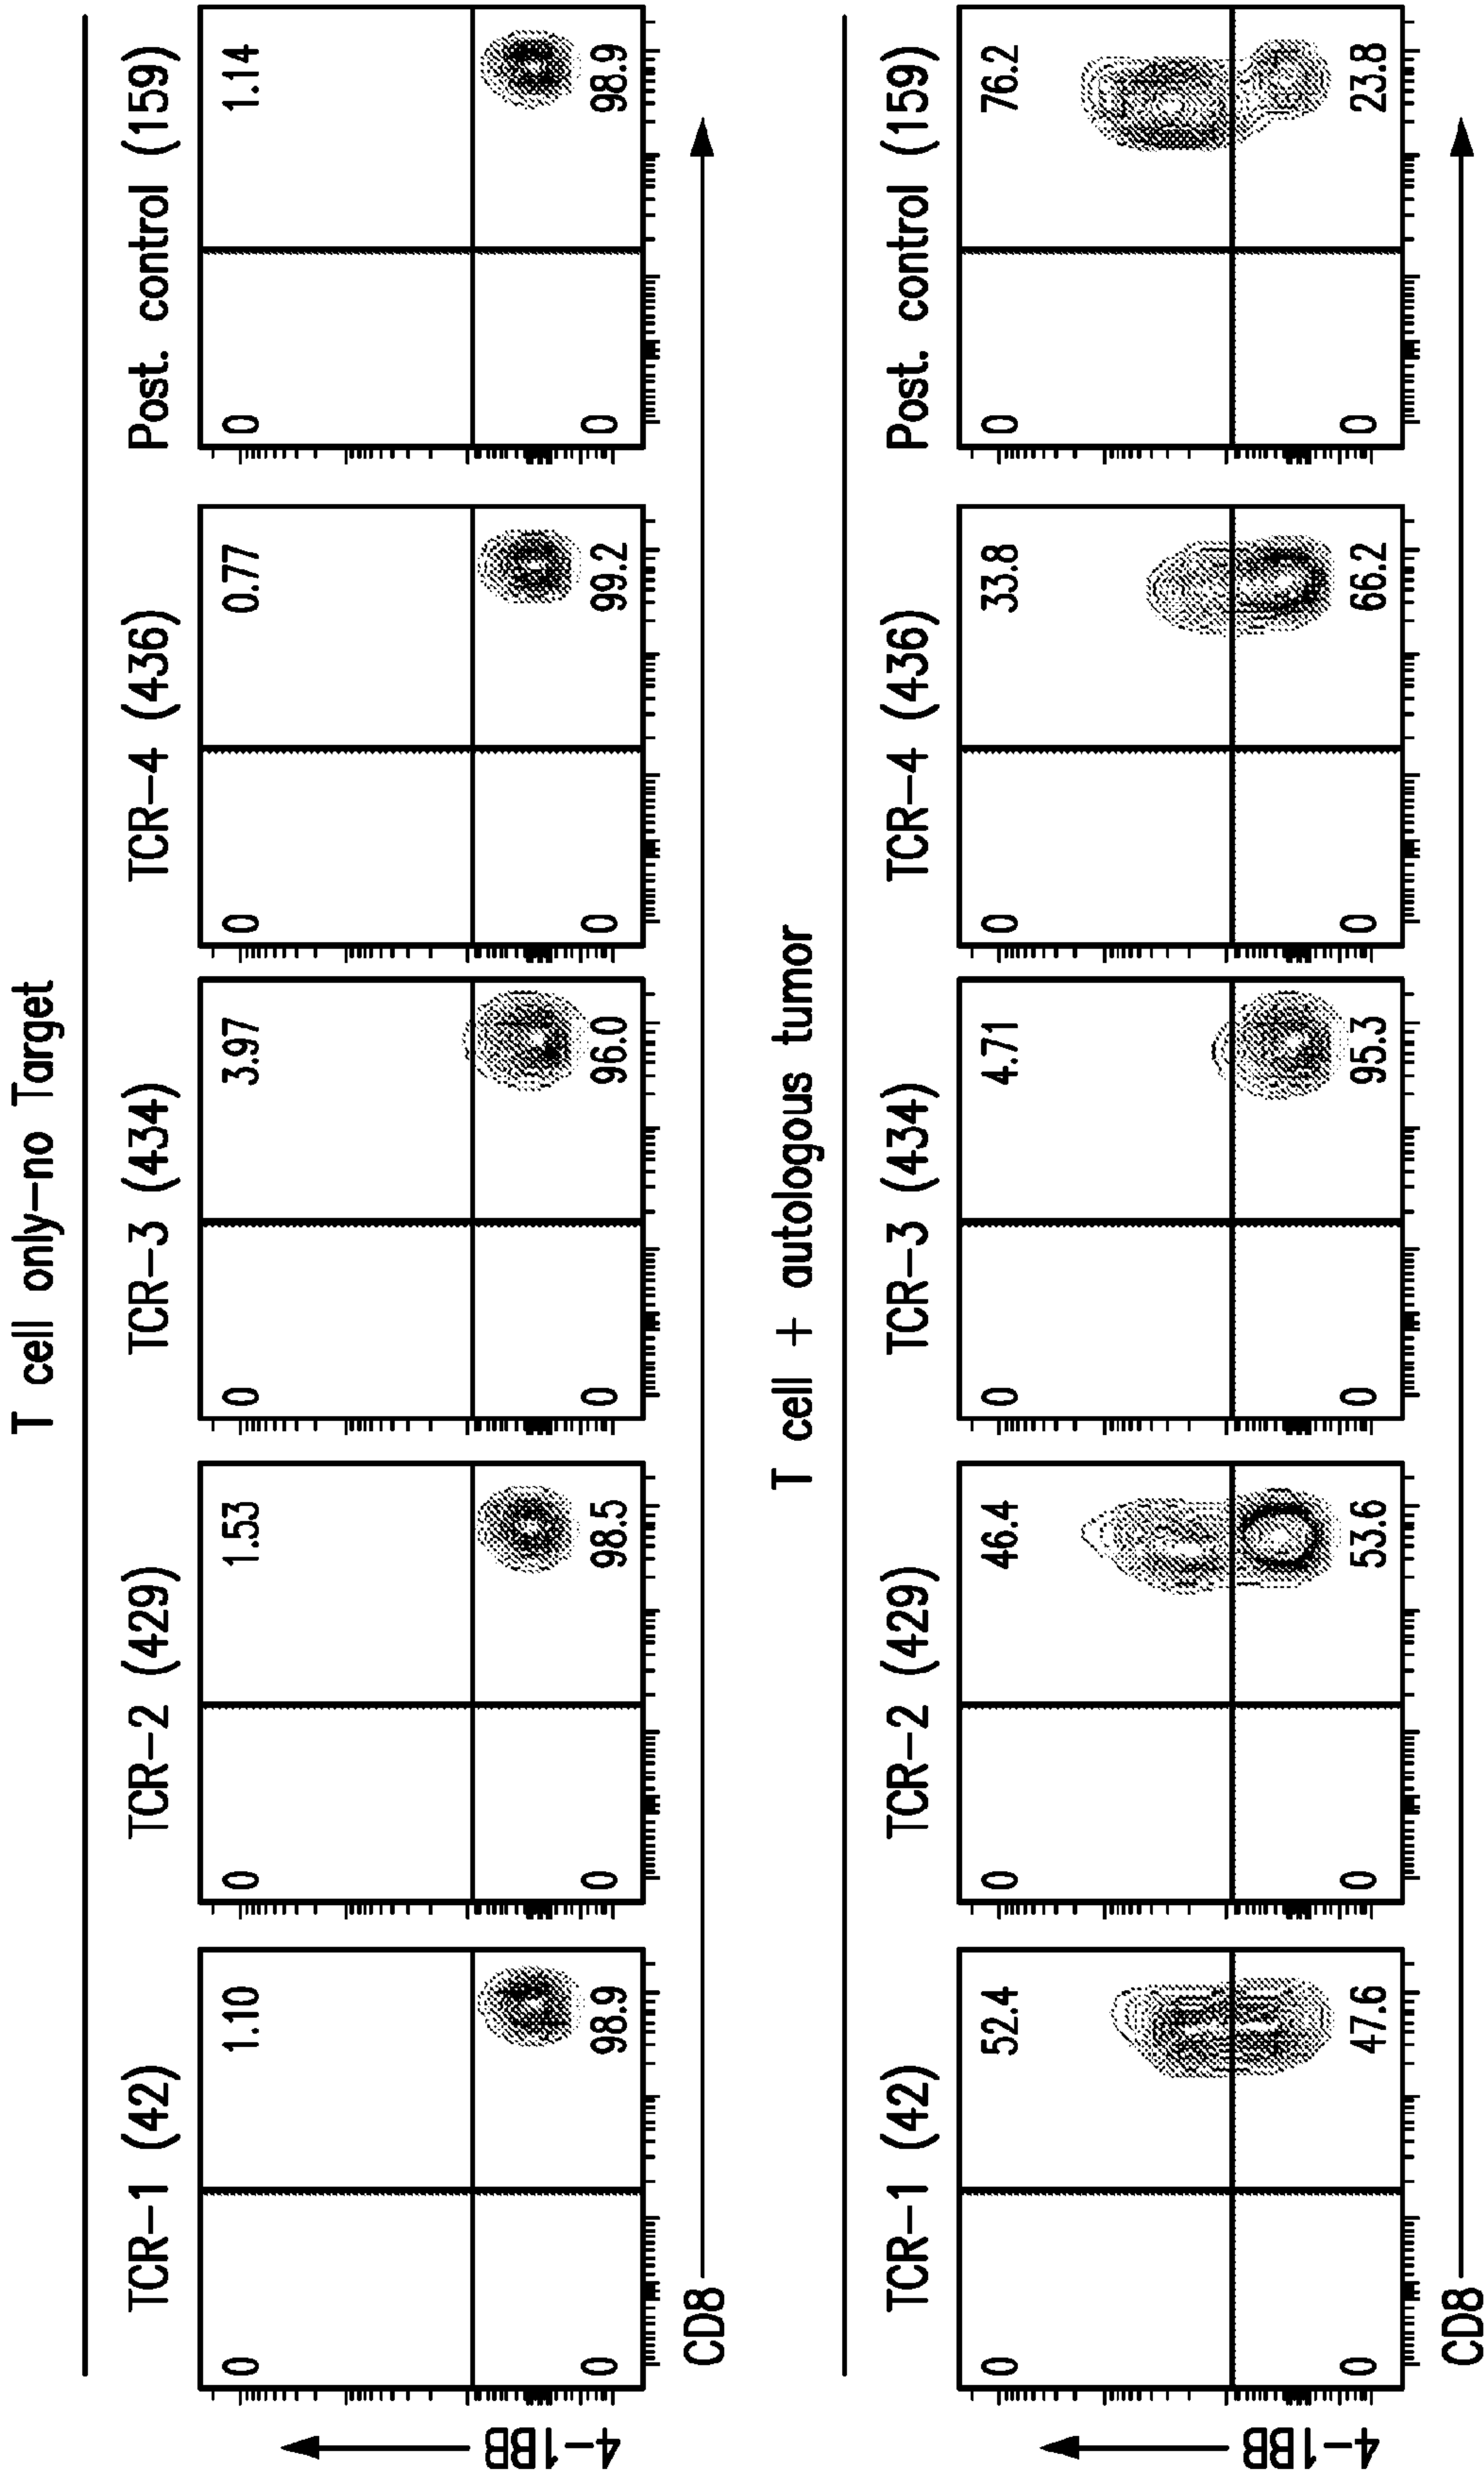 T cell only-no Target
TCR-1 (42) TCR-2 (429) TCR-3 (434) TCR-4 (436) Post. control (159)
0 1.10 0 1.53 0 3.97 0 0.77 0 1.14
4-1BB
0 98.9 0 98.5 0 96.0 0 99.2 0 98.9
CD8
T cell + autologous tumor
TCR-1 (42) TCR-2 (429) TCR-3 (434) TCR-4 (436) Post. control (159)
0 52.4 0 46.4 0 4.71 0 33.8 0 76.2
4-1BB
0 47.6 0 53.6 0 95.3 0 66.2 0 23.8
CD8